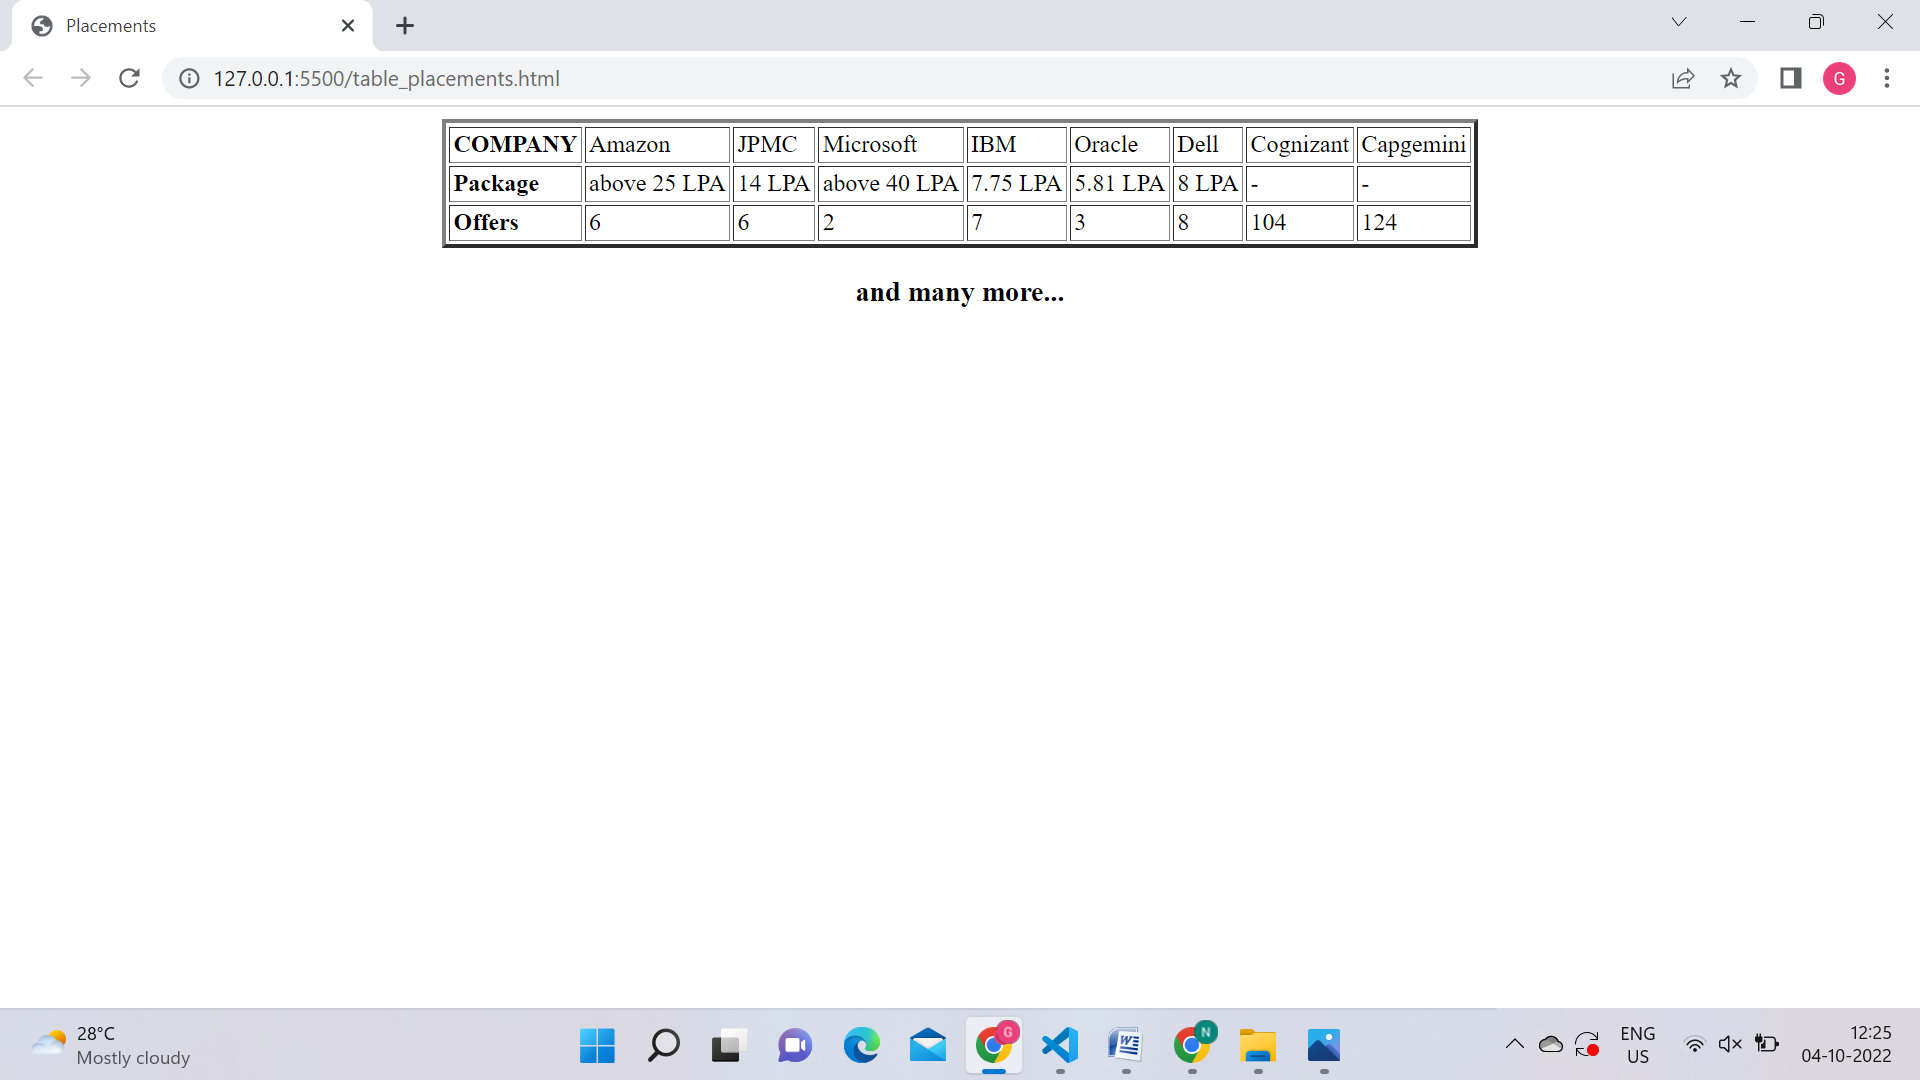 Placements
127.0.0.1:5500/table_placements.html
G
COMPANY Amazon JPMC Microsoft IBM Oracle Dell Cognizant Capgemini
Package above 25 LPA 14 LPA above 40 LPA 7.75 LPA 5.81 LPA 8 LPA - -
Offers 6 6 2 7 3 8 104 124
and many more...
28°C
Mostly cloudy
G
W
N
ENG
US
12:25
04-10-2022